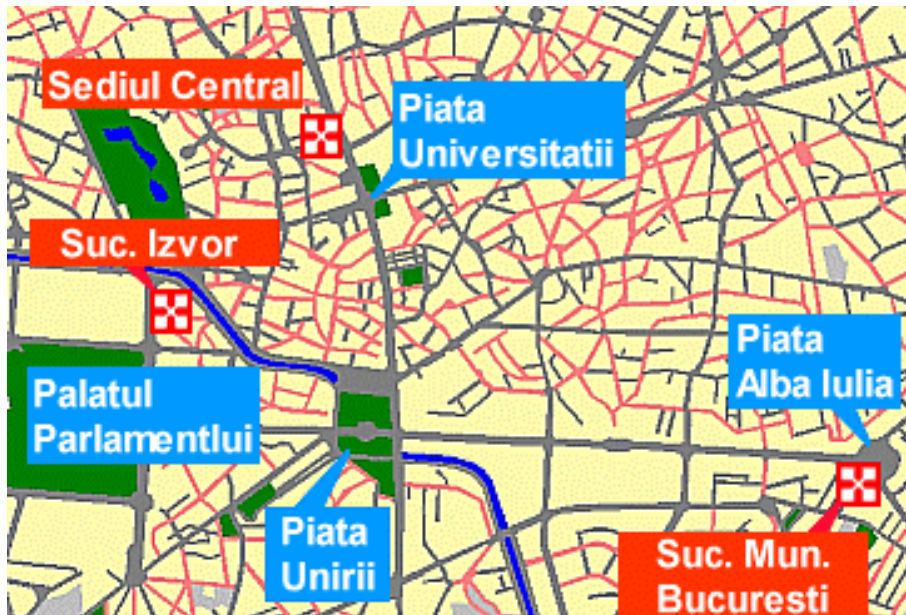 Sediul Central
Piata
Universitatii
Suc. Izvor
Piata
Alba Iulia
Palatul
Parlamentlui
Piata
Unirii
Suc. Mun.
Bucuresti